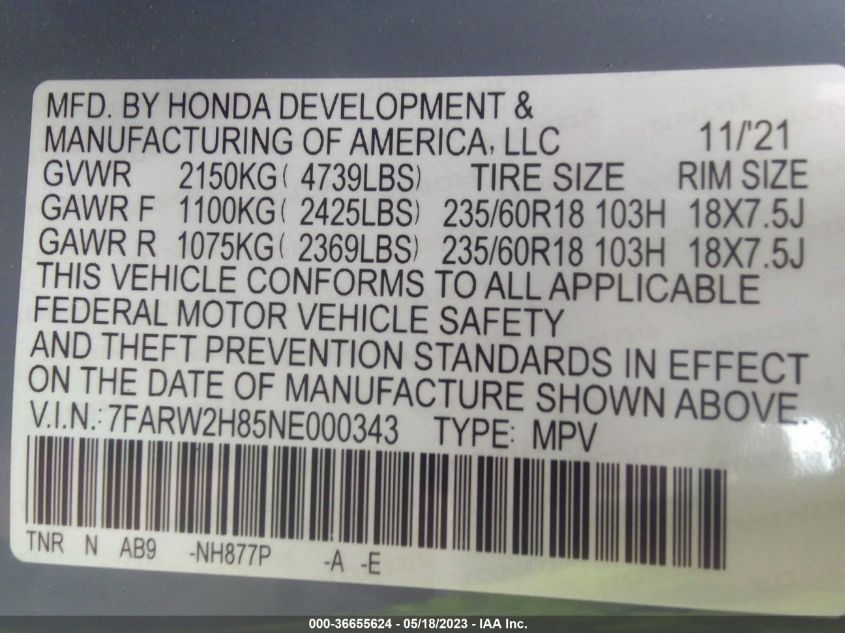 MFD. BY HONDA DEVELOPMENT &
MANUFACTURING OF AMERICA, LLC 11/'21
GVWR 2150KG( 4739LBS) TIRE SIZE RIM SIZE
GAWR F 1100KG( 2425LBS) 235/60R18 103H 18X7.5J
GAWR R 1075KG( 2369LBS) 235/60R18 103H 18X7.5J
THIS VEHICLE CONFORMS TO ALL APPLICABLE
FEDERAL MOTOR VEHICLE SAFETY
AND THEFT PREVENTION STANDARDS IN EFFECT
ON THE DATE OF MANUFACTURE SHOWN ABOVE.
V.I.N.: 7FARW2H85NE000343 TYPE: MPV
TNR N AB9 -NH877P -A -E
000-36655624 - 05/18/2023 - IAA Inc.